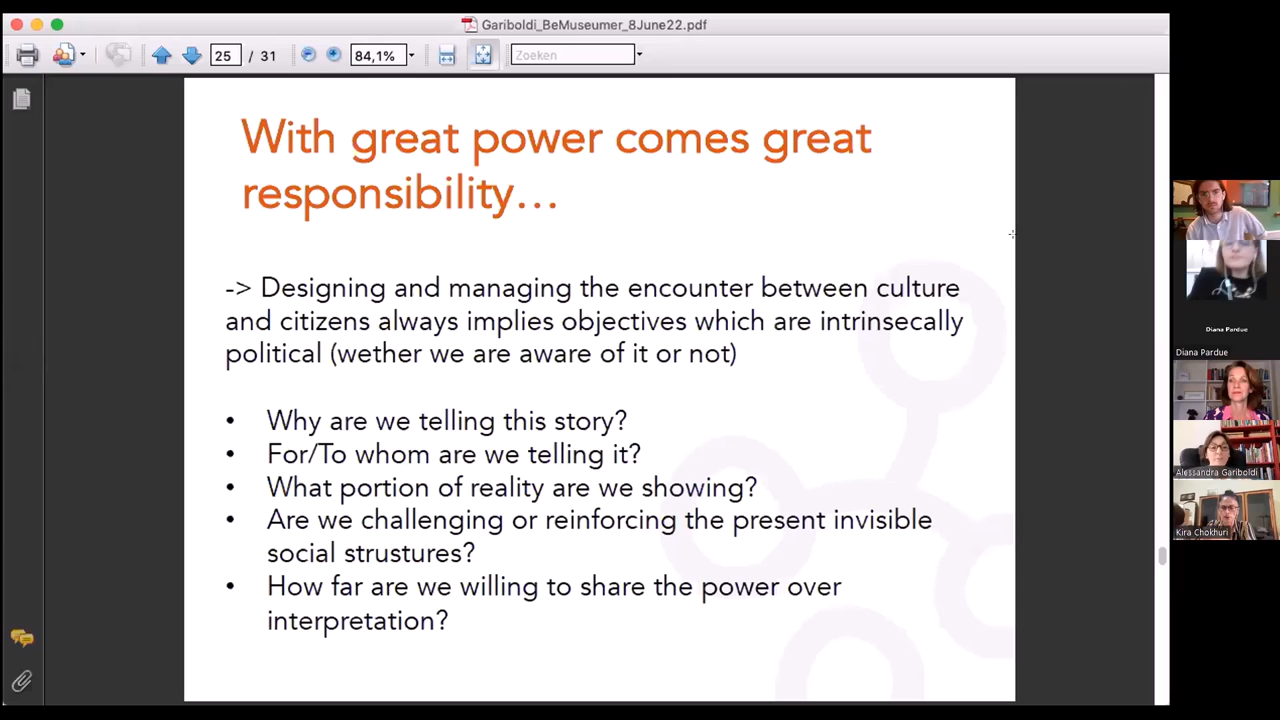 Gariboldi_BeMuseumer_8June22.pdf
25 / 31 84,1% Zoeken
With great power comes great
responsibility…
-> Designing and managing the encounter between culture
and citizens always implies objectives which are intrinsecally
political (wether we are aware of it or not)
• Why are we telling this story?
• For/To whom are we telling it?
• What portion of reality are we showing?
• Are we challenging or reinforcing the present invisible
social strustures?
• How far are we willing to share the power over
interpretation?
Diana Pardue
Diana Pardue
Alessandra Gariboldi
Kira Chokhuri